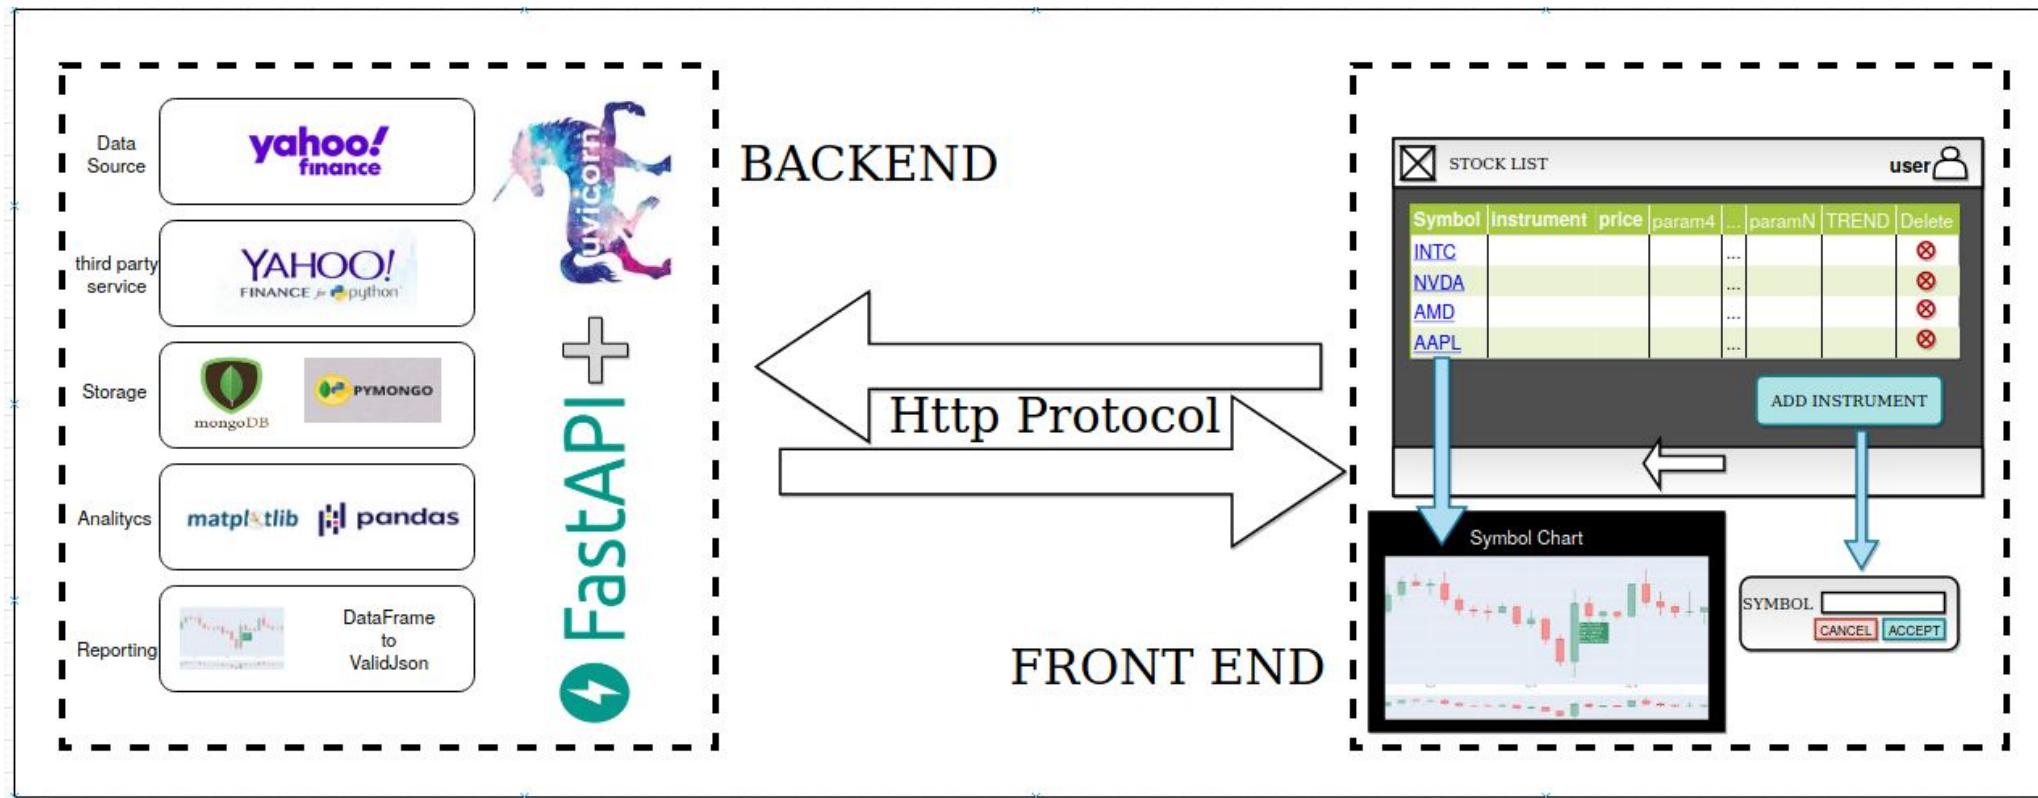 Data
Source
yahoo!
finance
third party
service
YAHOO!
FINANCE for python
Storage
mongoDB
PYMONGO
Analitycs
matplotlib
pandas
Reporting
DataFrame
to
ValidJson
uvicorn
+
FastAPI
BACKEND
Http Protocol
FRONT END
STOCK LIST
user
Symbol instrument price param4 ... paramN TREND Delete
INTC ...
NVDA ...
AMD ...
AAPL ...
ADD INSTRUMENT
Symbol Chart
SYMBOL
CANCEL ACCEPT